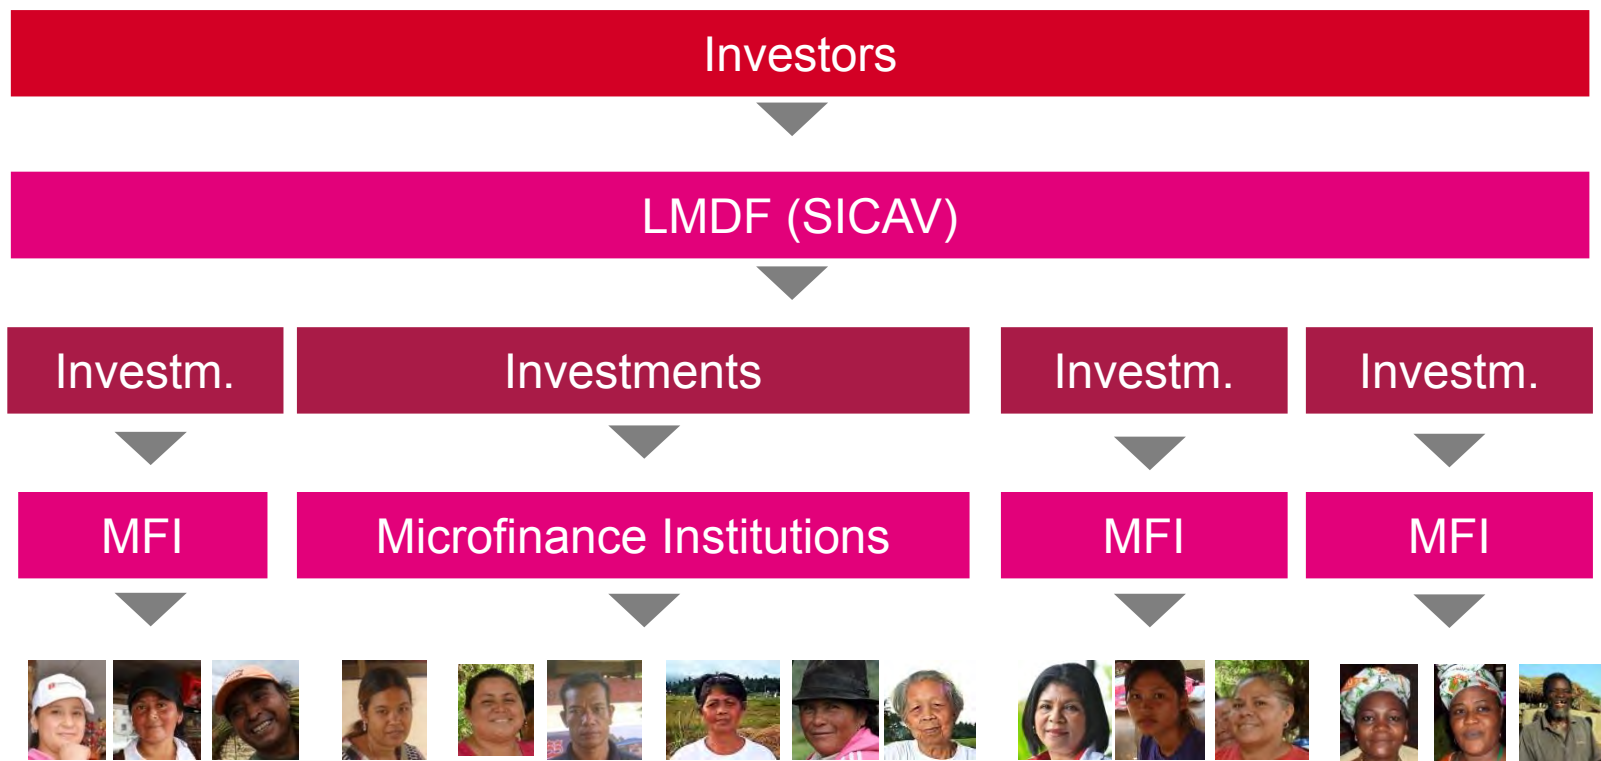 Investors
LMDF (SICAV)
Investm.
Investments
Investm.
Investm.
MFI
Microfinance Institutions
MFI
MFI